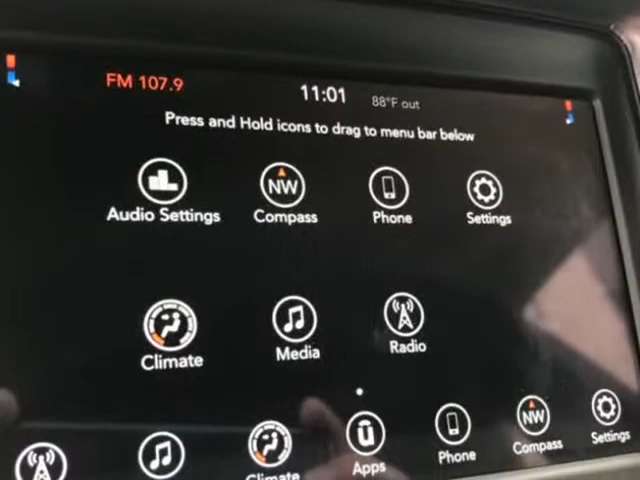 FM 107.9 11:01 88°F out
Press and Hold icons to drag to menu bar below
NW
Audio Settings Compass Phone Settings
Climate Media Radio
NW
Climate Apps Phone Compass Settings